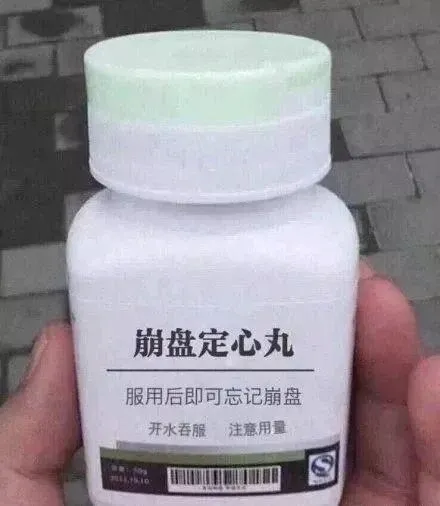 崩盘定心丸
服用后即可忘记崩盘
开水吞服 注意用量